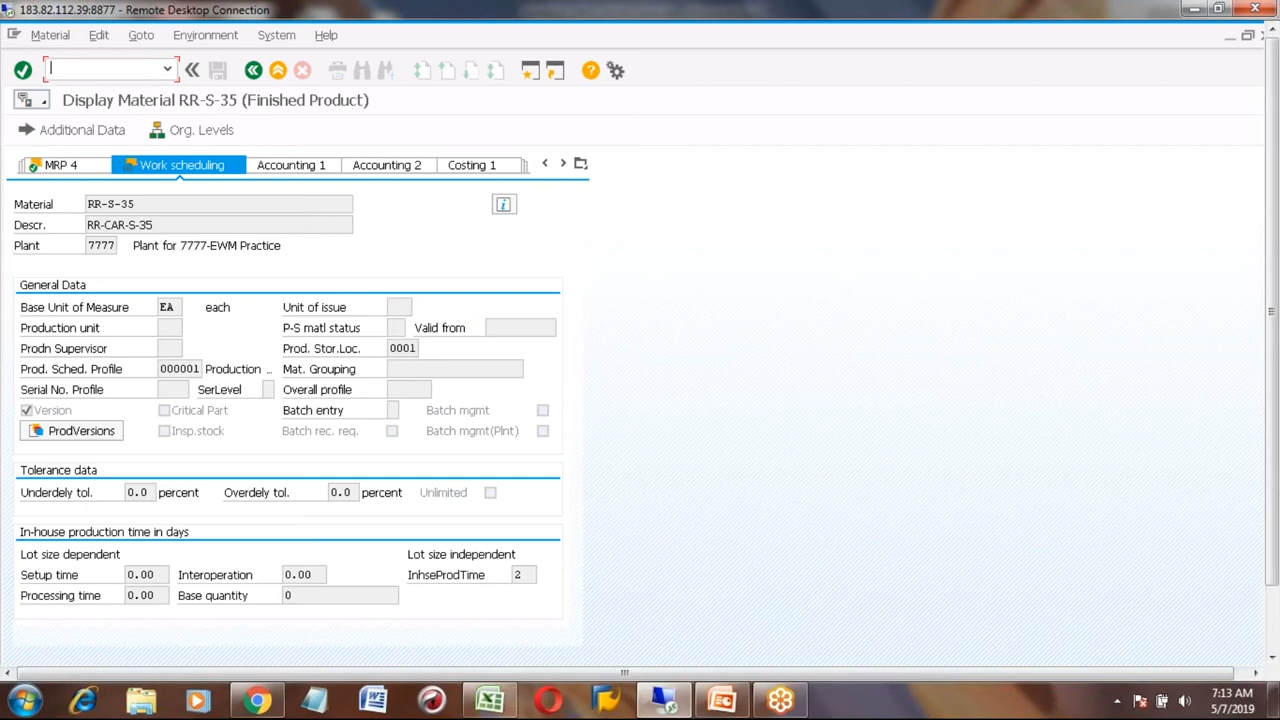 183.82.112.39:8877 - Remote Desktop Connection
Material Edit Goto Environment System Help
Display Material RR-S-35 (Finished Product)
Additional Data Org. Levels
MRP 4 Work scheduling Accounting 1 Accounting 2 Costing 1
Material RR-S-35
Descr. RR-CAR-S-35
Plant 7777 Plant for 7777-EWM Practice
General Data
Base Unit of Measure EA each Unit of issue
Production unit P-S matl status Valid from
Prodn Supervisor Prod. Stor.Loc. 0001
Prod. Sched. Profile 000001 Production ... Mat. Grouping
Serial No. Profile SerLevel Overall profile
Version Critical Part Batch entry Batch mgmt
ProdVersions Insp.stock Batch rec. req. Batch mgmt(Plnt)
Tolerance data
Underdely tol. 0.0 percent Overdely tol. 0.0 percent Unlimited
In-house production time in days
Lot size dependent Lot size independent
Setup time 0.00 Interoperation 0.00 InhseProdTime 2
Processing time 0.00 Base quantity 0
7:13 AM
5/7/2019